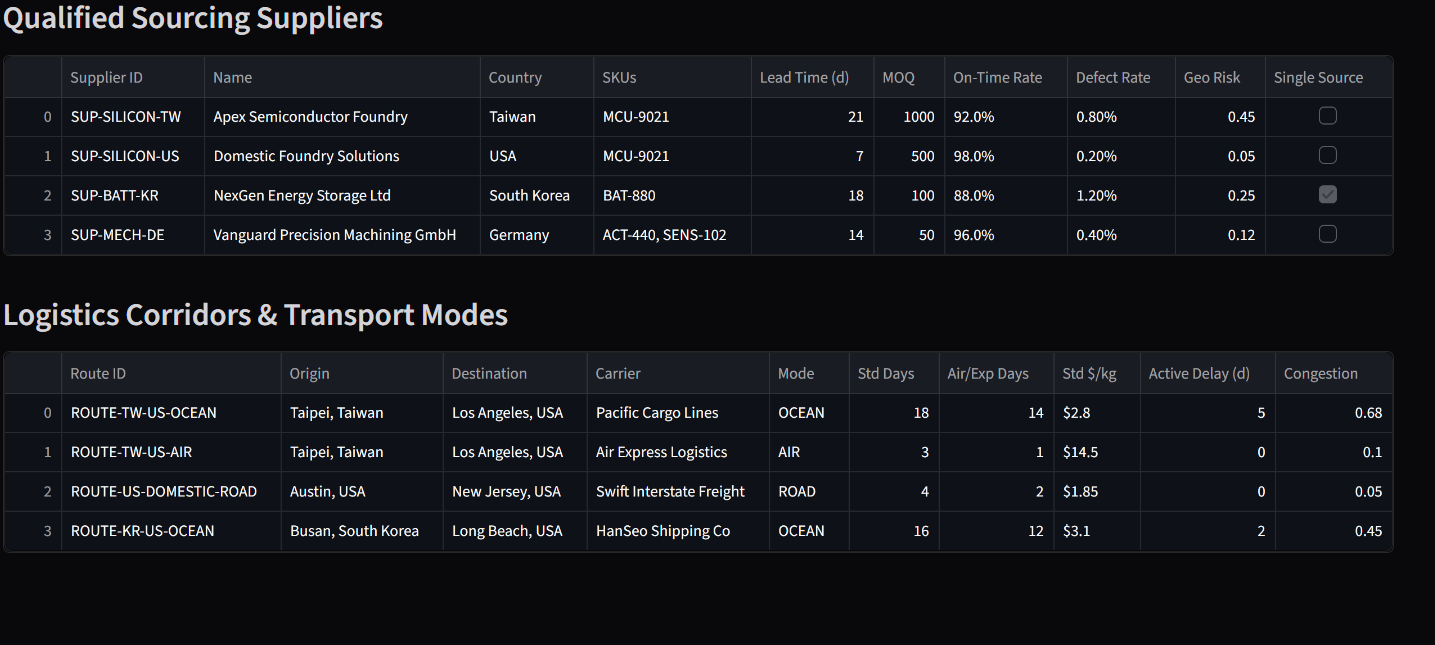 Qualified Sourcing Suppliers
Supplier ID Name Country SKUs Lead Time (d) MOQ On-Time Rate Defect Rate Geo Risk Single Source
0 SUP-SILICON-TW Apex Semiconductor Foundry Taiwan MCU-9021 21 1000 92.0% 0.80% 0.45
1 SUP-SILICON-US Domestic Foundry Solutions USA MCU-9021 7 500 98.0% 0.20% 0.05
2 SUP-BATT-KR NexGen Energy Storage Ltd South Korea BAT-880 18 100 88.0% 1.20% 0.25
3 SUP-MECH-DE Vanguard Precision Machining GmbH Germany ACT-440, SENS-102 14 50 96.0% 0.40% 0.12
Logistics Corridors & Transport Modes
Route ID Origin Destination Carrier Mode Std Days Air/Exp Days Std $/kg Active Delay (d) Congestion
0 ROUTE-TW-US-OCEAN Taipei, Taiwan Los Angeles, USA Pacific Cargo Lines OCEAN 18 14 $2.8 5 0.68
1 ROUTE-TW-US-AIR Taipei, Taiwan Los Angeles, USA Air Express Logistics AIR 3 1 $14.5 0 0.1
2 ROUTE-US-DOMESTIC-ROAD Austin, USA New Jersey, USA Swift Interstate Freight ROAD 4 2 $1.85 0 0.05
3 ROUTE-KR-US-OCEAN Busan, South Korea Long Beach, USA HanSeo Shipping Co OCEAN 16 12 $3.1 2 0.45